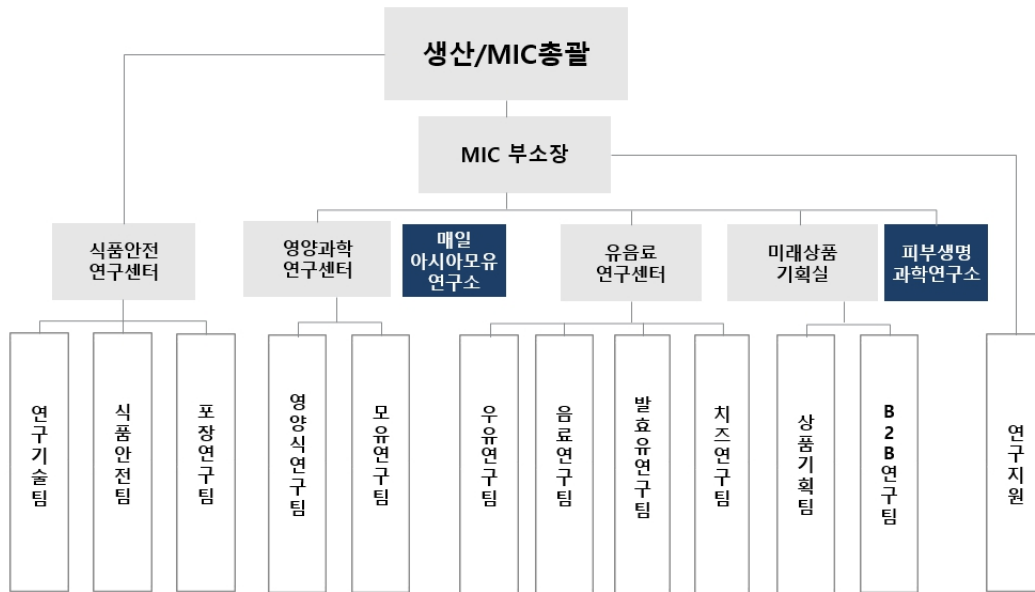 생산/MIC총괄
MIC 부소장
식품안전
연구센터
영양과학
연구센터
매일
아시아모유
연구소
유음료
연구센터
미래상품
기획실
피부생명
과학연구소
연구기술팀
식품안전팀
포장연구팀
영양식연구팀
모유연구팀
우유연구팀
음료연구팀
발효유연구팀
치즈연구팀
상품기획팀
B2B연구팀
연구지원